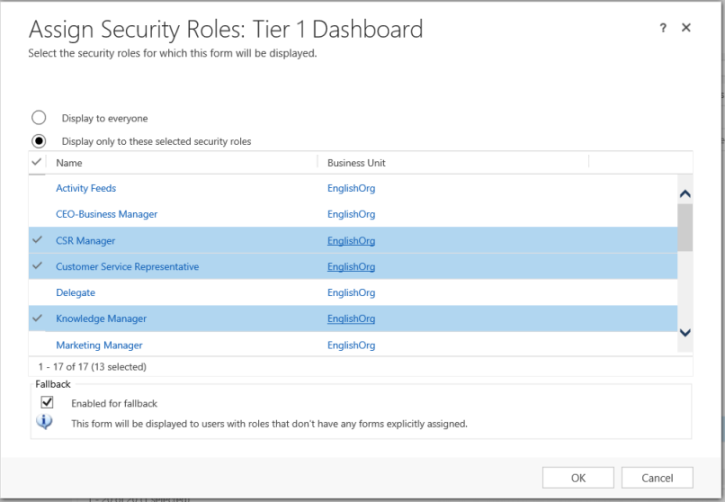 Assign Security Roles: Tier 1 Dashboard
? ×
Select the security roles for which this form will be displayed.
Display to everyone
Display only to these selected security roles
Name Business Unit
Activity Feeds EnglishOrg
CEO-Business Manager EnglishOrg
CSR Manager EnglishOrg
Customer Service Representative EnglishOrg
Delegate EnglishOrg
Knowledge Manager EnglishOrg
Marketing Manager EnglishOrg
1 - 17 of 17 (13 selected)
Fallback
Enabled for fallback
This form will be displayed to users with roles that don't have any forms explicitly assigned.
OK Cancel